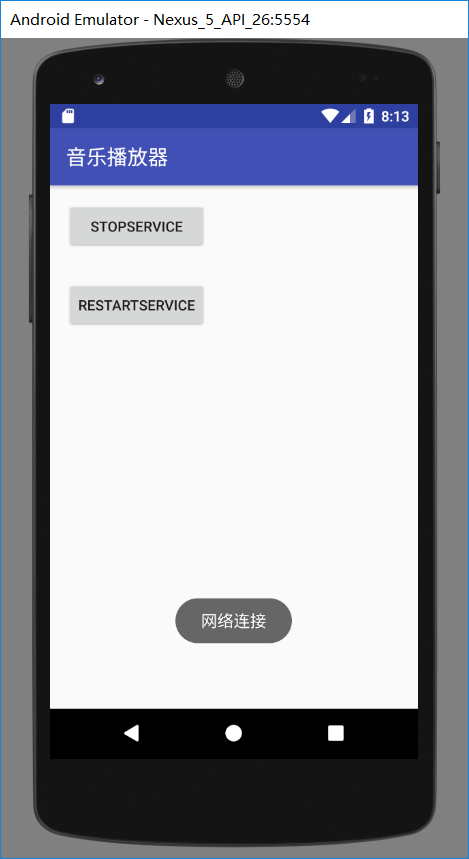 Android Emulator - Nexus_5_API_26:5554
8:13
音乐播放器
STOPSERVICE
RESTARTSERVICE
网络连接